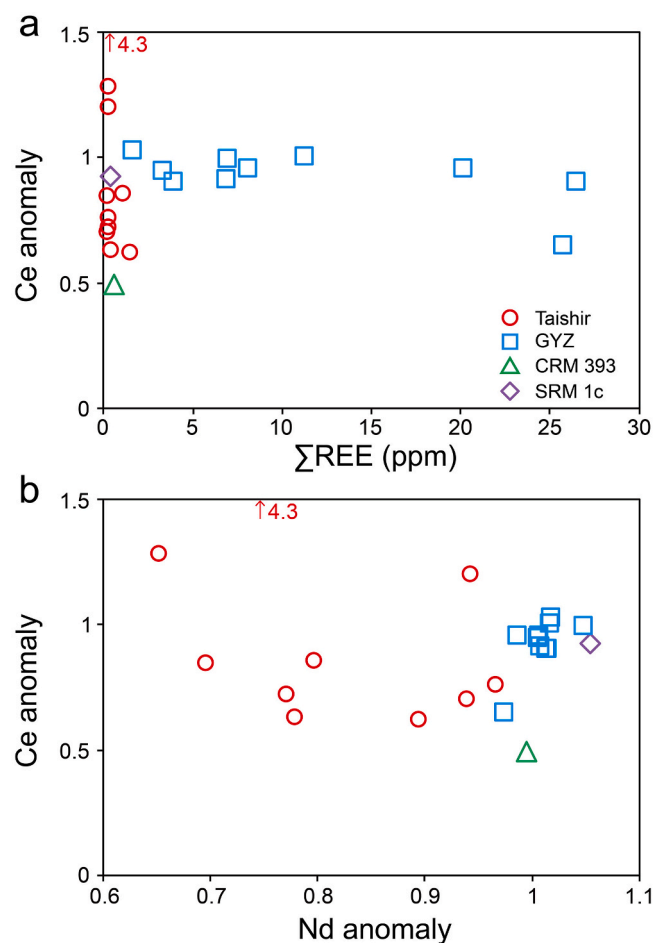 a
1.5
↑4.3
1
0.5
0
Ce anomaly
Taishir
GYZ
CRM 393
SRM 1c
0 5 10 15 20 25 30
∑REE (ppm)
b
1.5
↑4.3
1
0.5
0
Ce anomaly
0.6 0.7 0.8 0.9 1 1.1
Nd anomaly